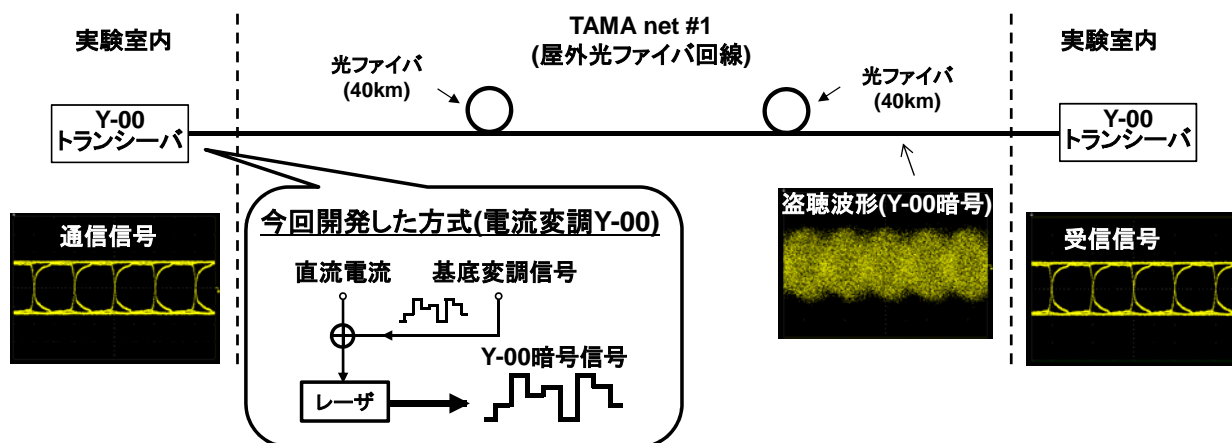 実験室内
TAMA net #1
(屋外光ファイバ回線)
実験室内
光ファイバ
(40km)
光ファイバ
(40km)
Y-00
トランシーバ
Y-00
トランシーバ
通信信号
今回開発した方式(電流変調Y-00)
直流電流
基底変調信号
Y-00暗号信号
レーザ
盗聴波形(Y-00暗号)
受信信号